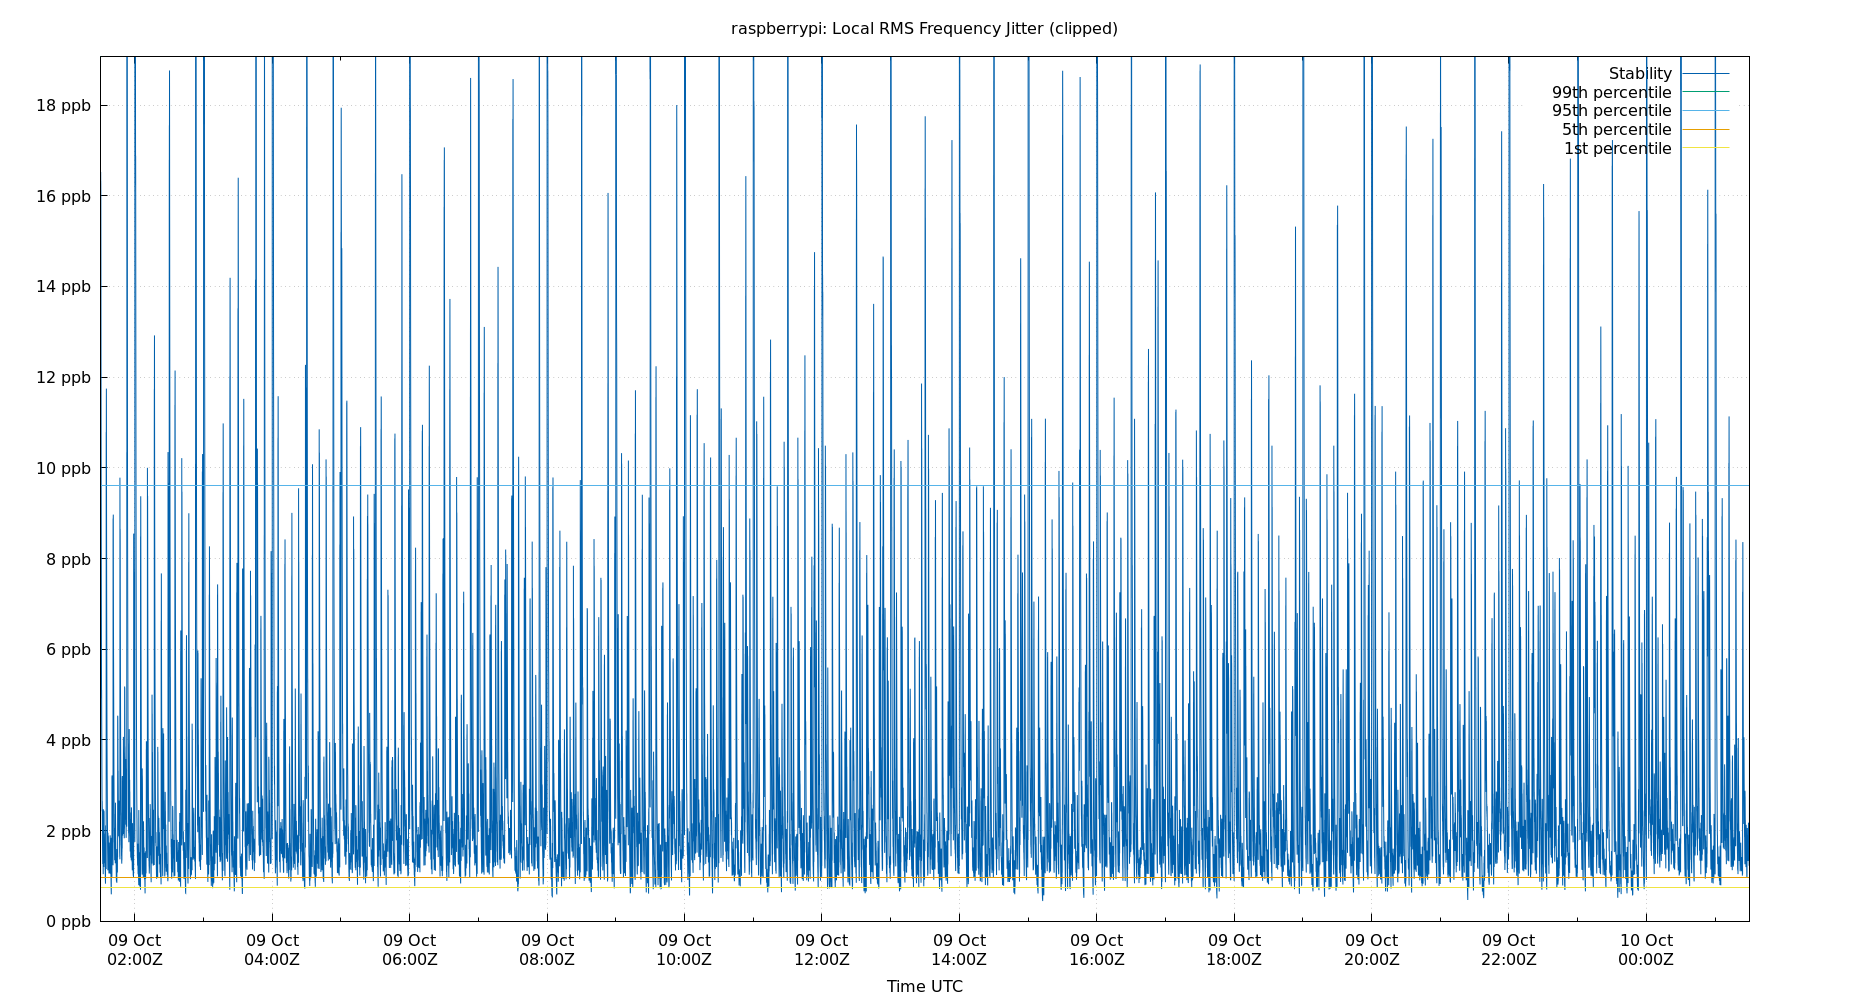 raspberrypi: Local RMS Frequency Jitter (clipped)
Stability
99th percentile
95th percentile
5th percentile
1st percentile
18 ppb
16 ppb
14 ppb
12 ppb
10 ppb
8 ppb
6 ppb
4 ppb
2 ppb
0 ppb
09 Oct 09 Oct 09 Oct 09 Oct 09 Oct 09 Oct 09 Oct 09 Oct 09 Oct 09 Oct 09 Oct 10 Oct
02:00Z 04:00Z 06:00Z 08:00Z 10:00Z 12:00Z 14:00Z 16:00Z 18:00Z 20:00Z 22:00Z 00:00Z
Time UTC